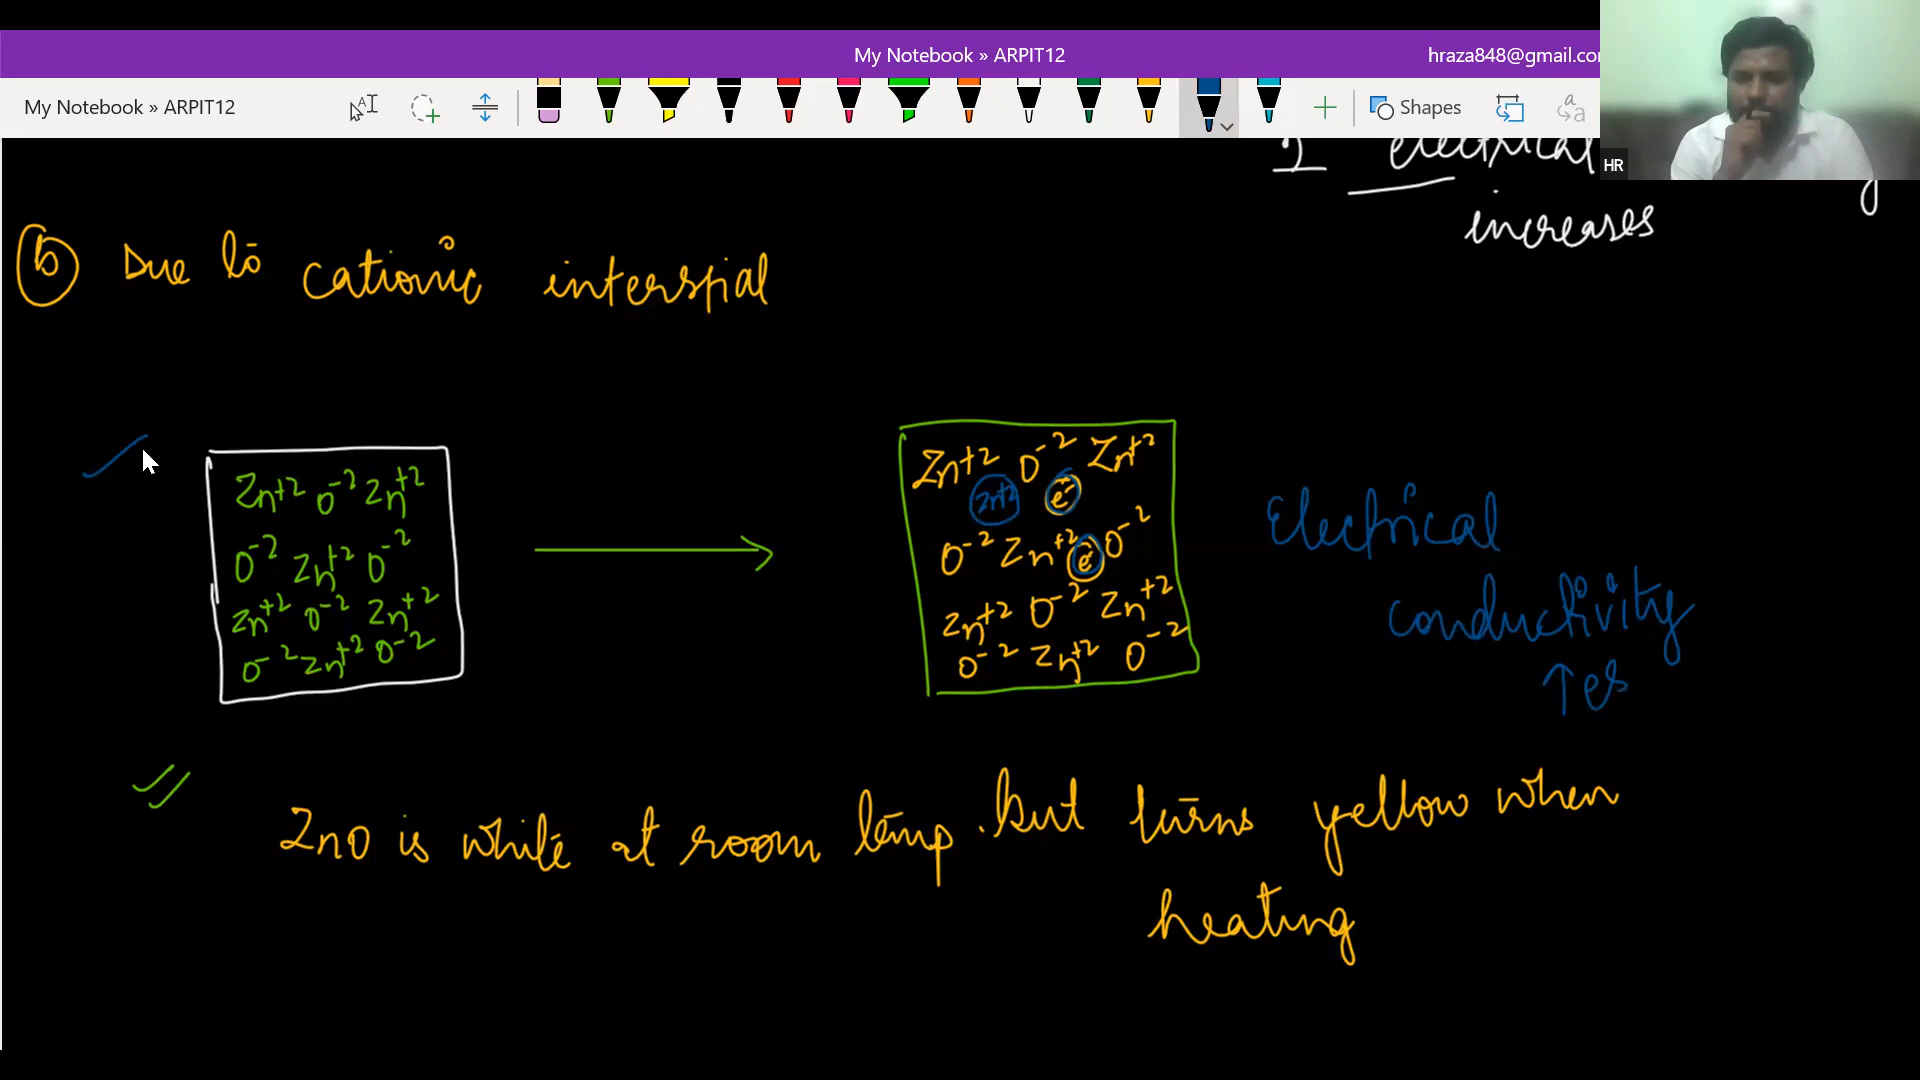 My Notebook » ARPIT12
hraza848@gmail.co
My Notebook » ARPIT12
Shapes
HR
electrical
increases
b Due to cationic interstial
Zn+2 O-2 Zn+2
O-2 Zn+2 O-2
Zn+2 O-2 Zn+2
O-2 Zn+2 O-2
Zn+2 O-2 Zn+2
Zn+2 e-
O-2 Zn+2 e- O-2
Zn+2 O-2 Zn+2
O-2 Zn+2 O-2
Electrical
conductivity
↑es
ZnO is white at room temp. but turns yellow when
heating